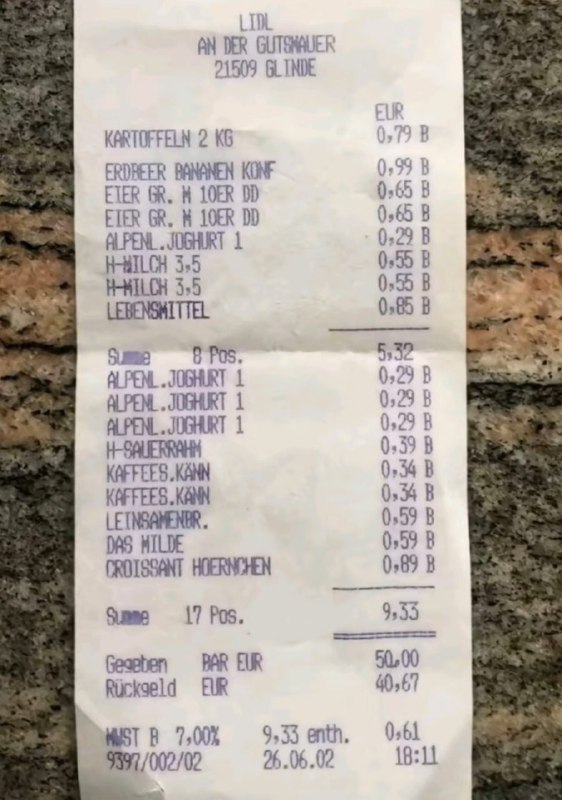 LIDL
AN DER GUTSMAUER
21509 GLINDE
EUR
KARTOFFELN 2 KG 0,79 B
ERDBEER BANANEN KONF 0,99 B
EIER GR. M 10ER DD 0,65 B
EIER GR. M 10ER DD 0,65 B
ALPENL.JOGHURT 1 0,29 B
H-MILCH 3,5 0,55 B
H-MILCH 3,5 0,55 B
LEBENSMITTEL 0,85 B
Summe 8 Pos. 5,32
ALPENL.JOGHURT 1 0,29 B
ALPENL.JOGHURT 1 0,29 B
ALPENL.JOGHURT 1 0,29 B
H-SAUERRAHM 0,39 B
KAFFEES.KÄNN 0,34 B
KAFFEES.KÄNN 0,34 B
LEINSAMENBR. 0,59 B
DAS MILDE 0,59 B
CROISSANT HOERNCHEN 0,89 B
Summe 17 Pos. 9,33
Gegeben BAR EUR 50.00
Rückgeld EUR 40,67
MWST B 7,00% 9,33 enth. 0,61
9397/002/02 26.06.02 18:11